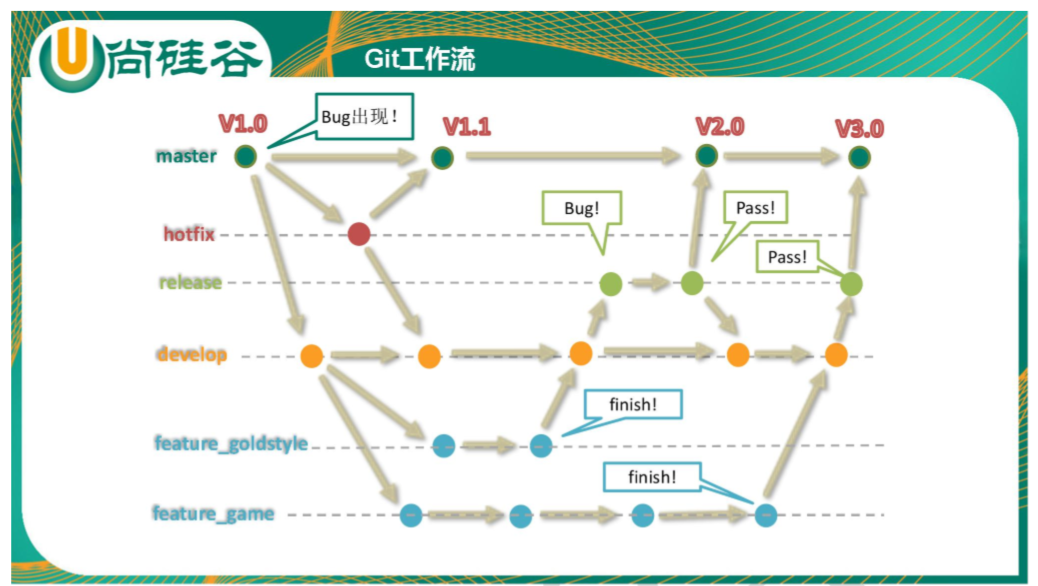 尚硅谷
Git工作流
V1.0
Bug出现！
V1.1
V2.0
V3.0
master
Bug!
Pass!
hotfix
Pass!
release
develop
finish!
feature_goldstyle
finish!
feature_game